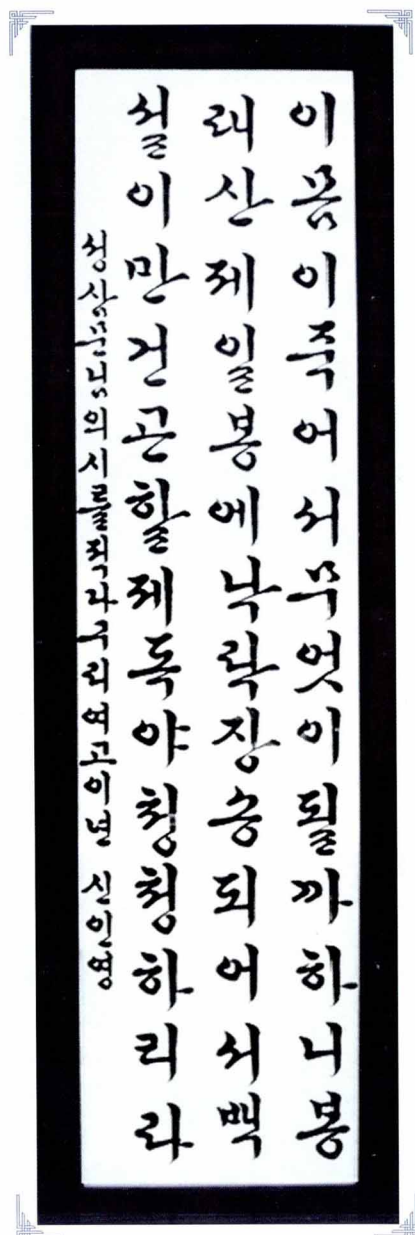 이몸이죽어서무엇이될까하니봉
래산제일봉에낙락장송되어서백
설이만건곤할제독야청청하리라
성삼문님의시를적다구리여고이년 신인영